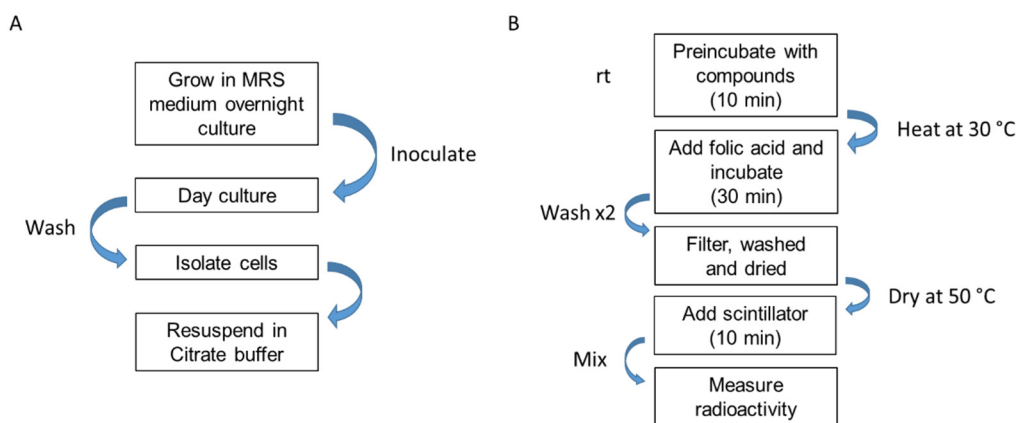 A
Grow in MRS
medium overnight
culture
Inoculate
Day culture
Wash
Isolate cells
Resuspend in
Citrate buffer
B
rt
Preincubate with
compounds
(10 min)
Heat at 30 °C
Add folic acid and
incubate
(30 min)
Wash x2
Filter, washed
and dried
Dry at 50 °C
Add scintillator
(10 min)
Mix
Measure
radioactivity